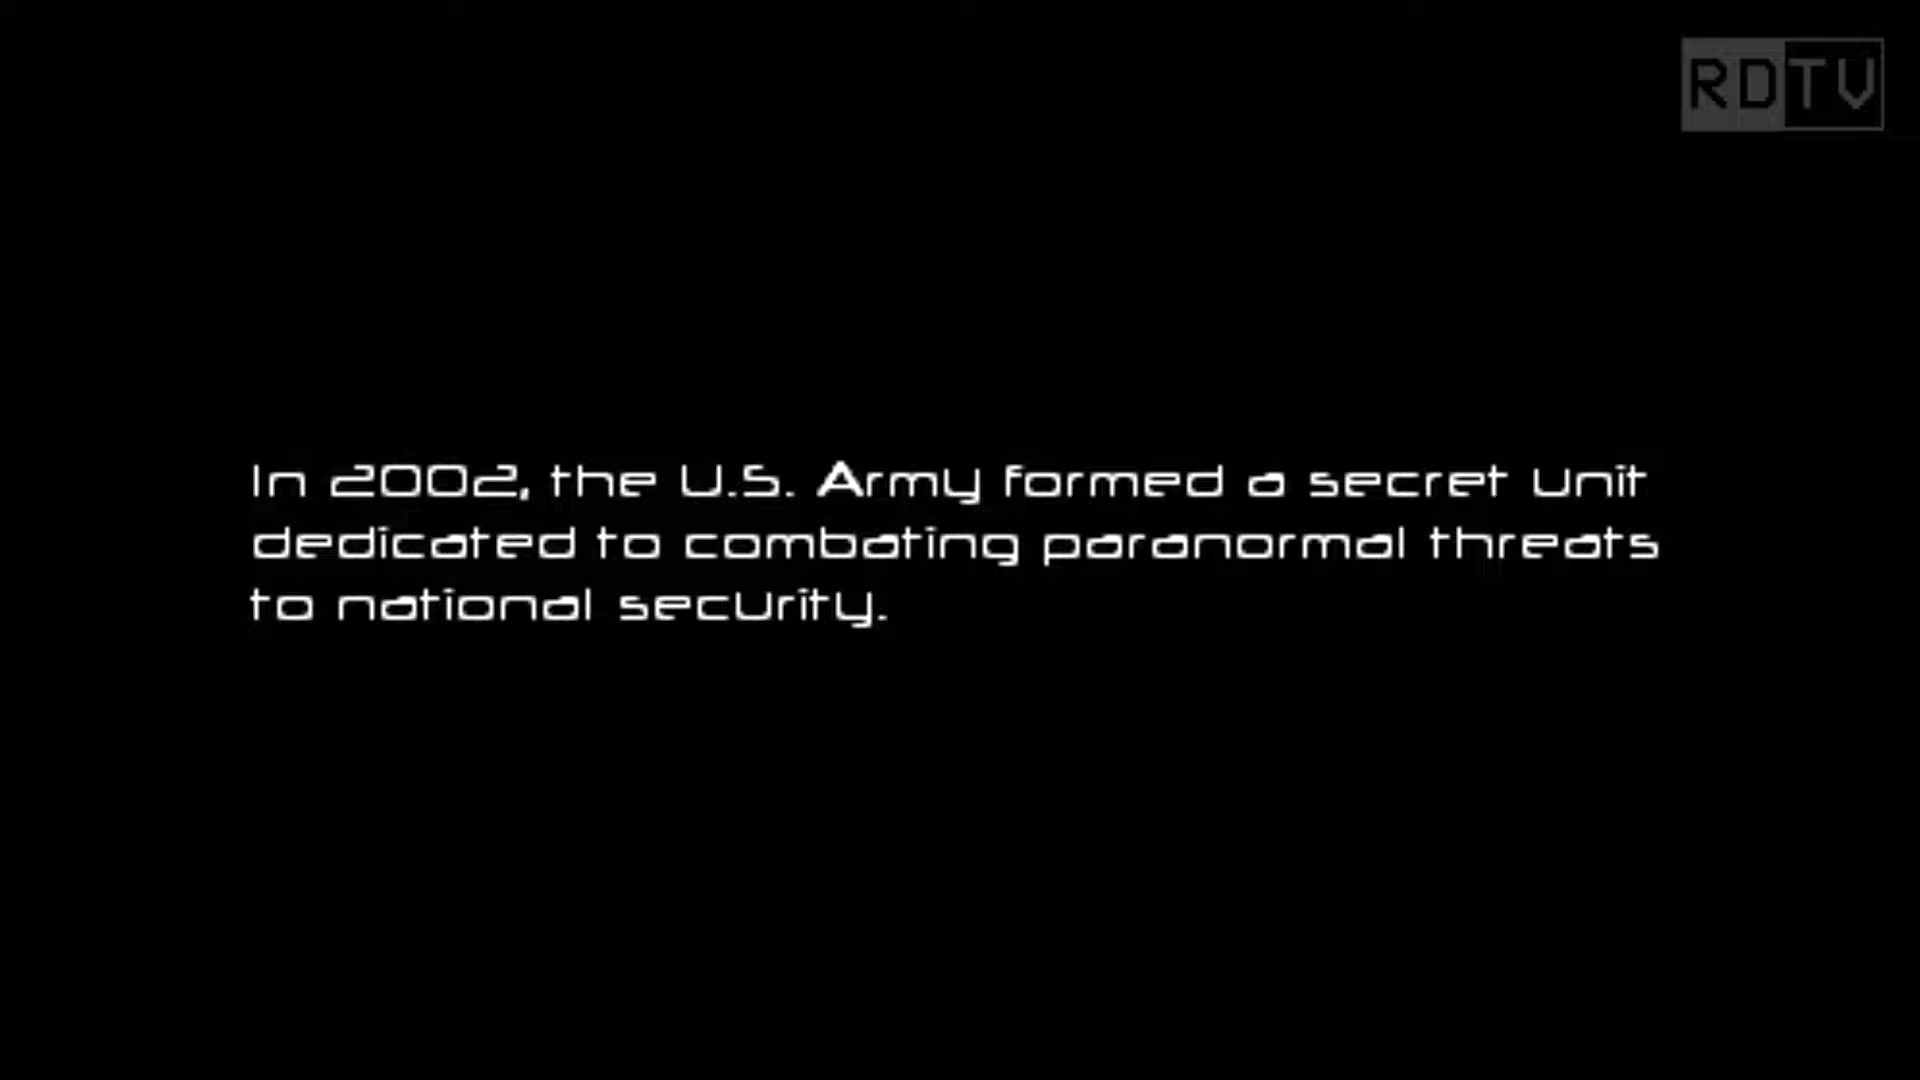 RDTV
In 2002, the U.S. Army formed a secret unit
dedicated to combating paranormal threats
to national security.